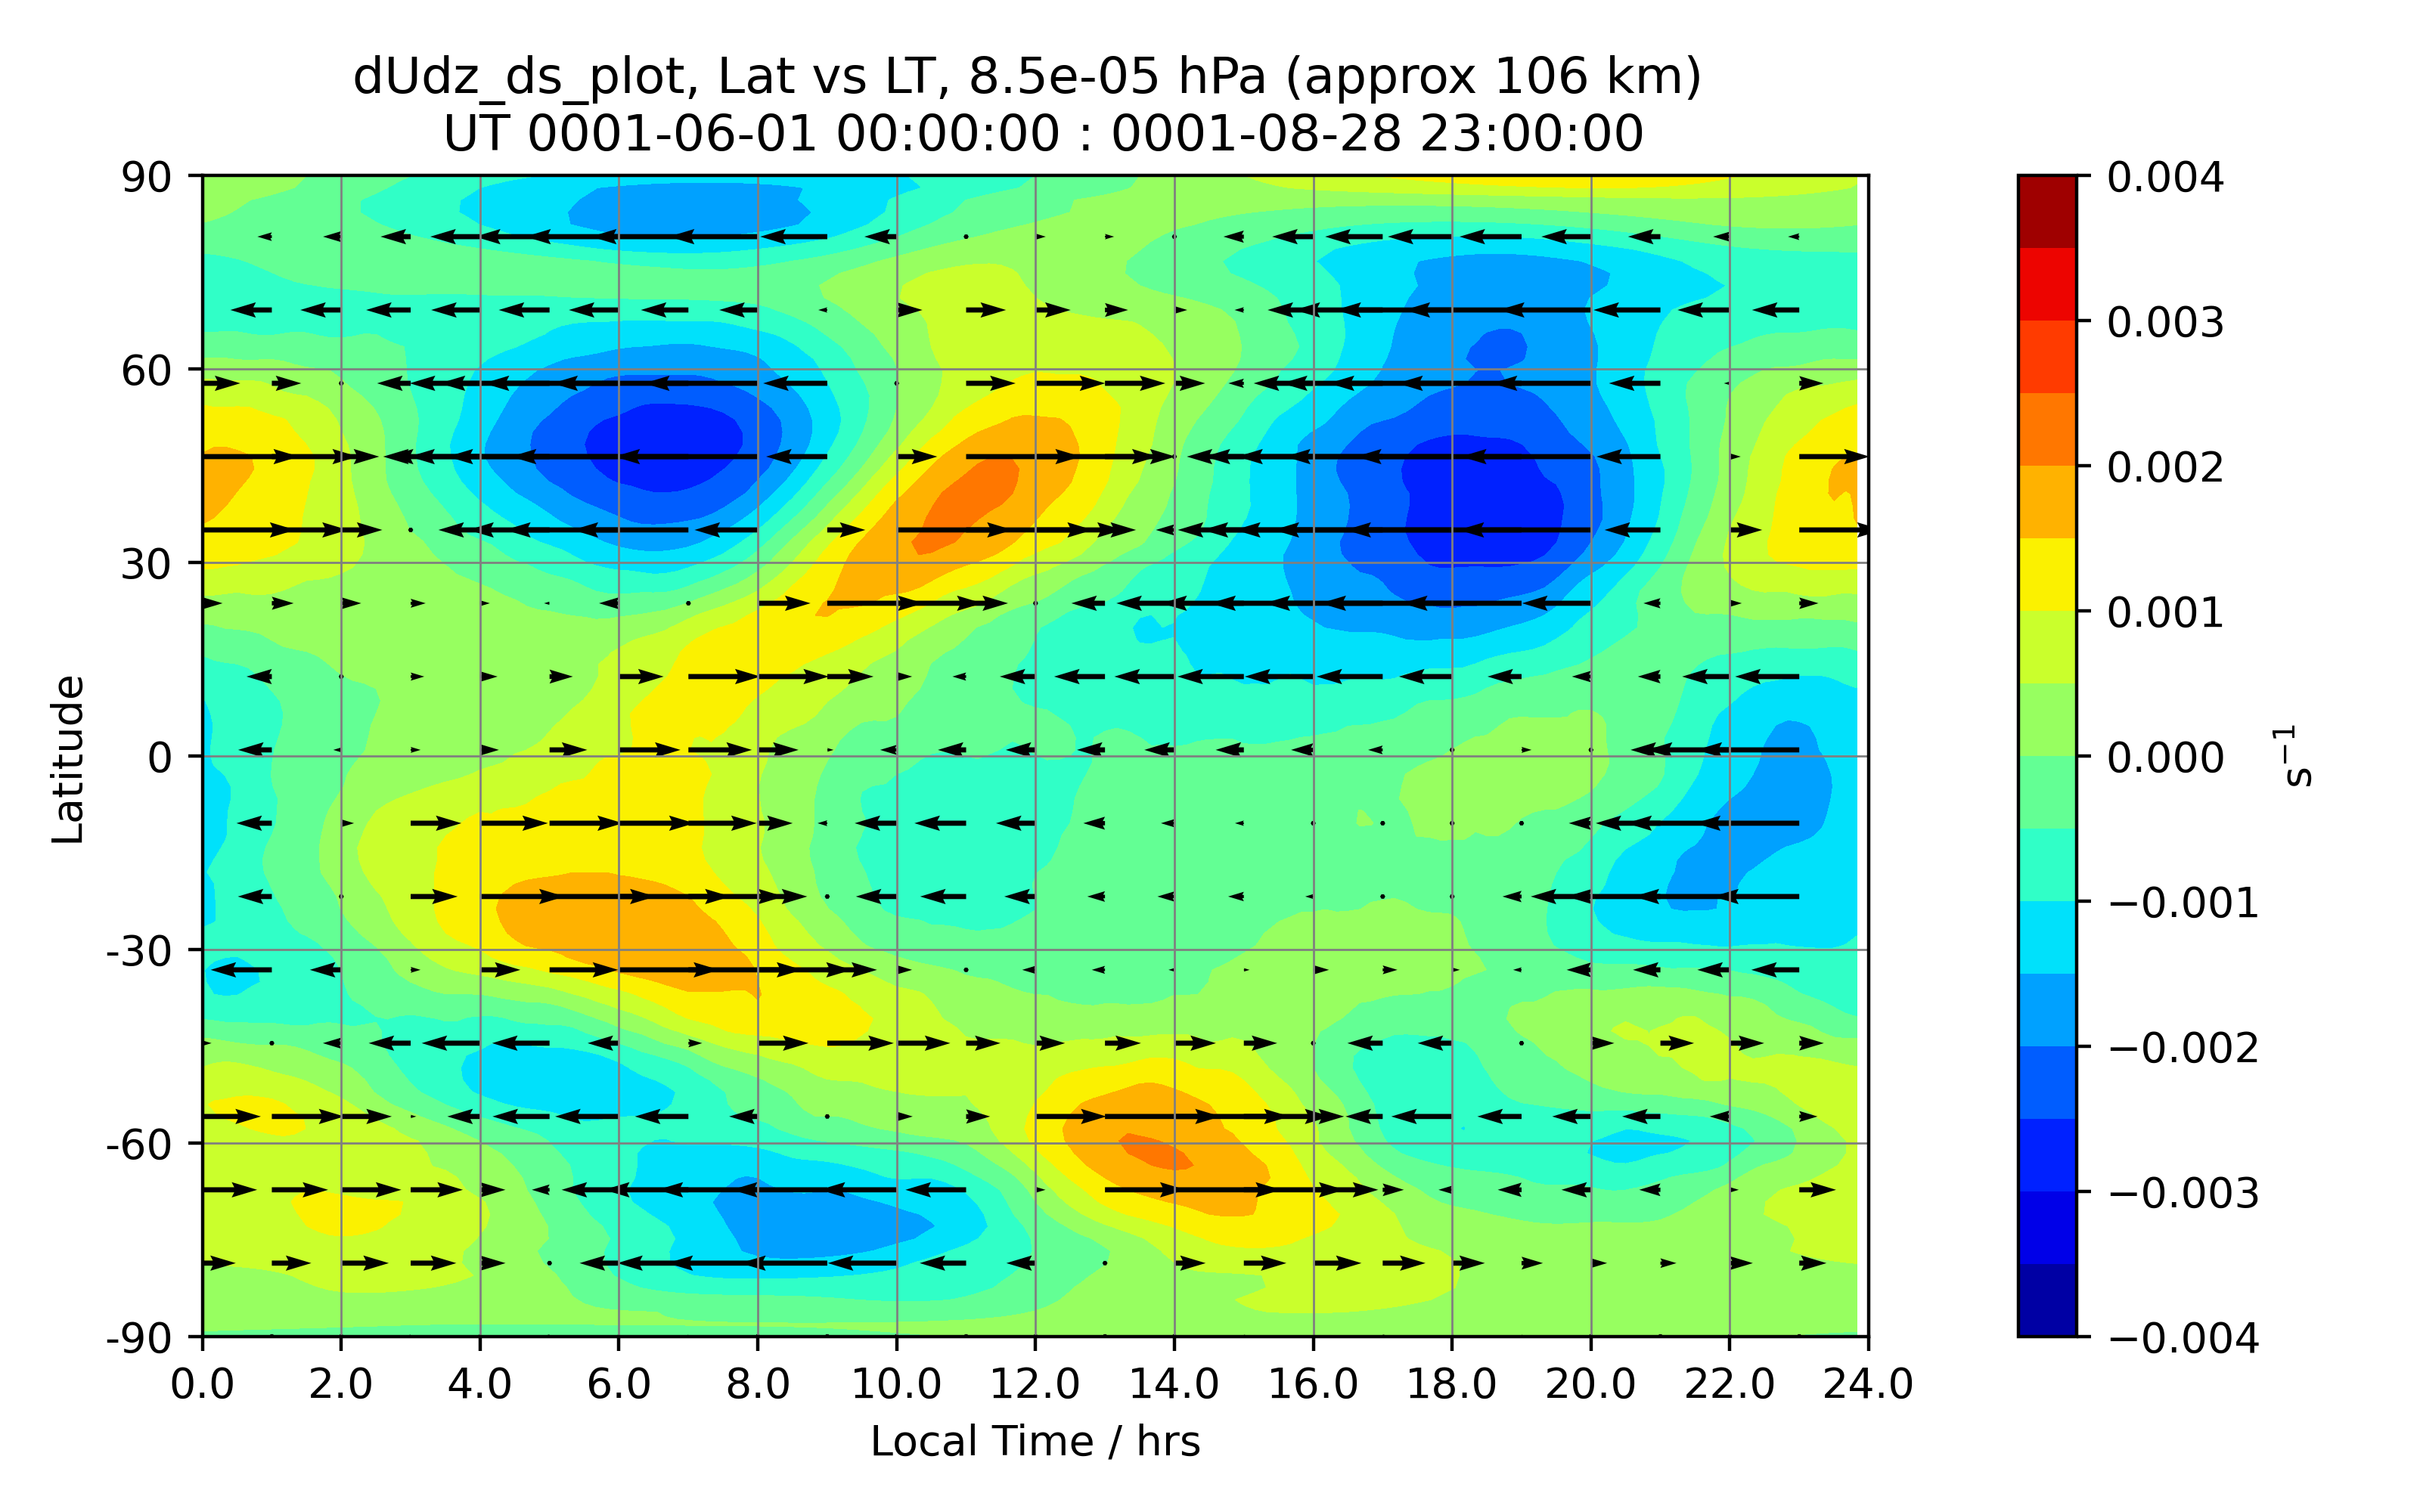 dUdz_ds_plot, Lat vs LT, 8.5e-05 hPa (approx 106 km)
UT 0001-06-01 00:00:00 : 0001-08-28 23:00:00
90
60
30
0
-30
-60
-90
Latitude
0.0 2.0 4.0 6.0 8.0 10.0 12.0 14.0 16.0 18.0 20.0 22.0 24.0
Local Time / hrs
0.004
0.003
0.002
0.001
0.000
−0.001
−0.002
−0.003
−0.004
s⁻¹